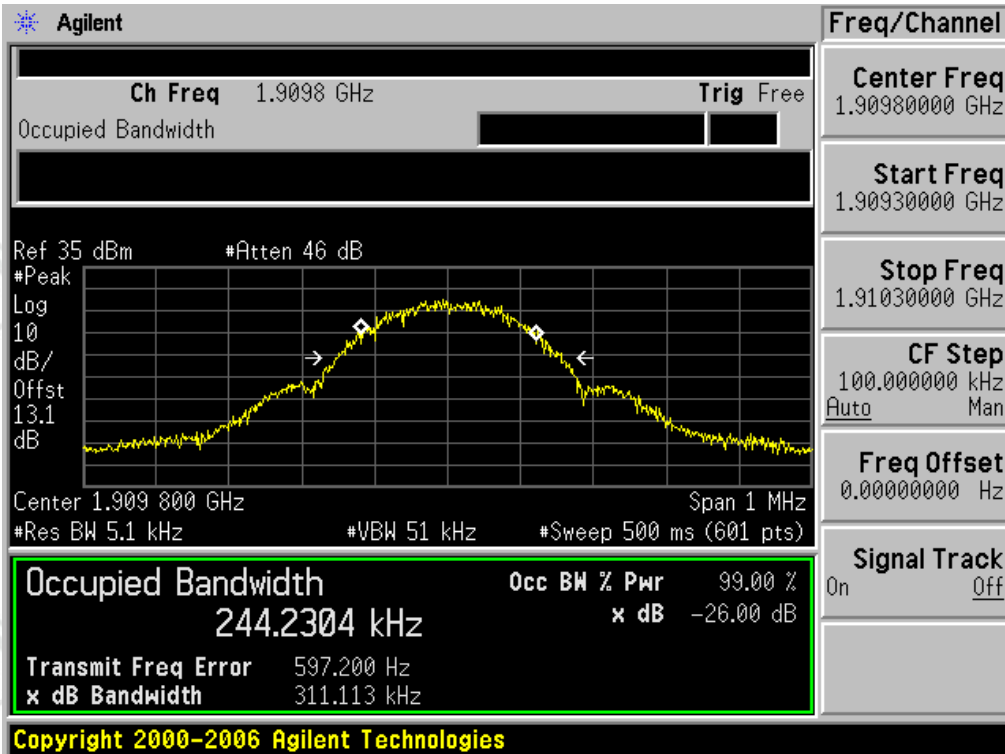 Agilent
Freq/Channel
Ch Freq 1.9098 GHz Trig Free
Occupied Bandwidth
Center Freq
1.90980000 GHz
Start Freq
1.90930000 GHz
Stop Freq
1.91030000 GHz
CF Step
100.000000 kHz
Auto Man
Freq Offset
0.00000000 Hz
Signal Track
On Off
Ref 35 dBm #Atten 46 dB
#Peak
Log
10
dB/
Offst
13.1
dB
Center 1.909 800 GHz Span 1 MHz
#Res BW 5.1 kHz #VBW 51 kHz #Sweep 500 ms (601 pts)
Occupied Bandwidth Occ BW % Pwr 99.00 %
244.2304 kHz x dB -26.00 dB
Transmit Freq Error 597.200 Hz
x dB Bandwidth 311.113 kHz
Copyright 2000-2006 Agilent Technologies